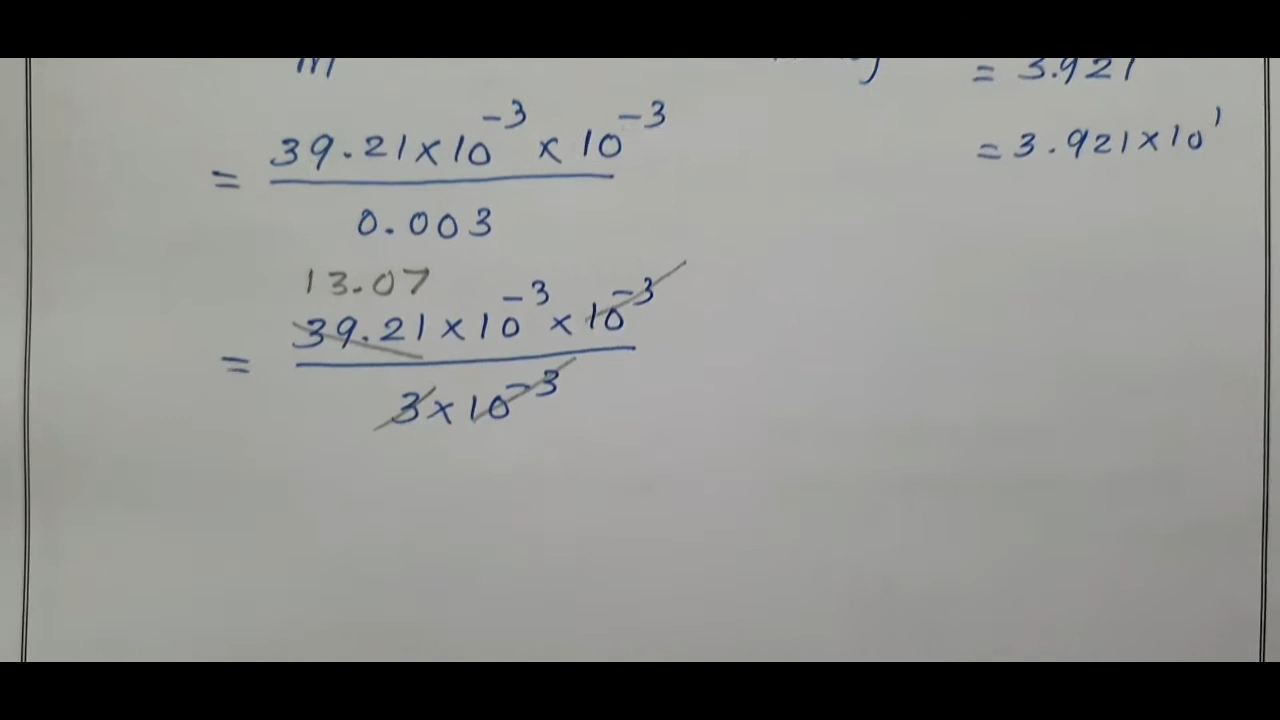 m
= 3.921
= 39.21×10⁻³ × 10⁻³ / 0.003
= 3.921×10¹
13.07
= 39.21×10⁻³×10⁻³ / 3×10⁻³